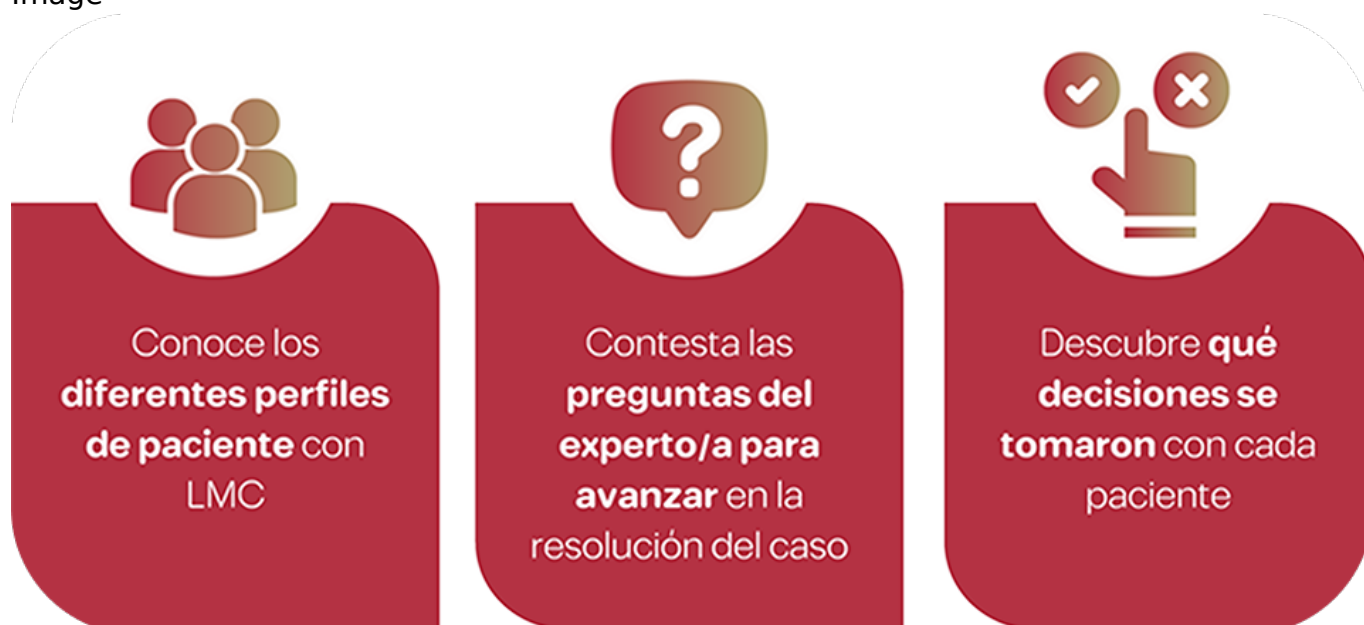 Conoce los
diferentes perfiles
de paciente con
LMC
Contesta las
preguntas del
experto/a para
avanzar en la
resolución del caso
Descubre qué
decisiones se
tomaron con cada
paciente